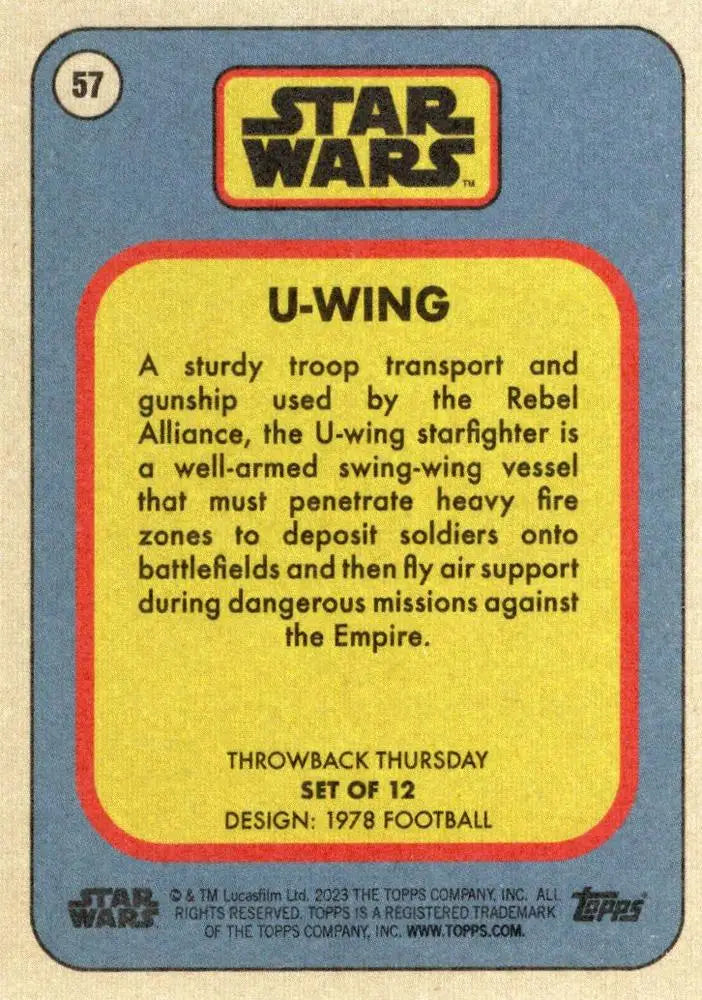 57
STAR
WARS
TM
U-WING
A sturdy troop transport and
gunship used by the Rebel
Alliance, the U-wing starfighter is
a well-armed swing-wing vessel
that must penetrate heavy fire
zones to deposit soldiers onto
battlefields and then fly air support
during dangerous missions against
the Empire.
THROWBACK THURSDAY
SET OF 12
DESIGN: 1978 FOOTBALL
STAR
WARS
© & TM Lucasfilm Ltd. 2023 THE TOPPS COMPANY, INC. ALL
RIGHTS RESERVED. TOPPS IS A REGISTERED TRADEMARK
OF THE TOPPS COMPANY, INC. WWW.TOPPS.COM.
Topps